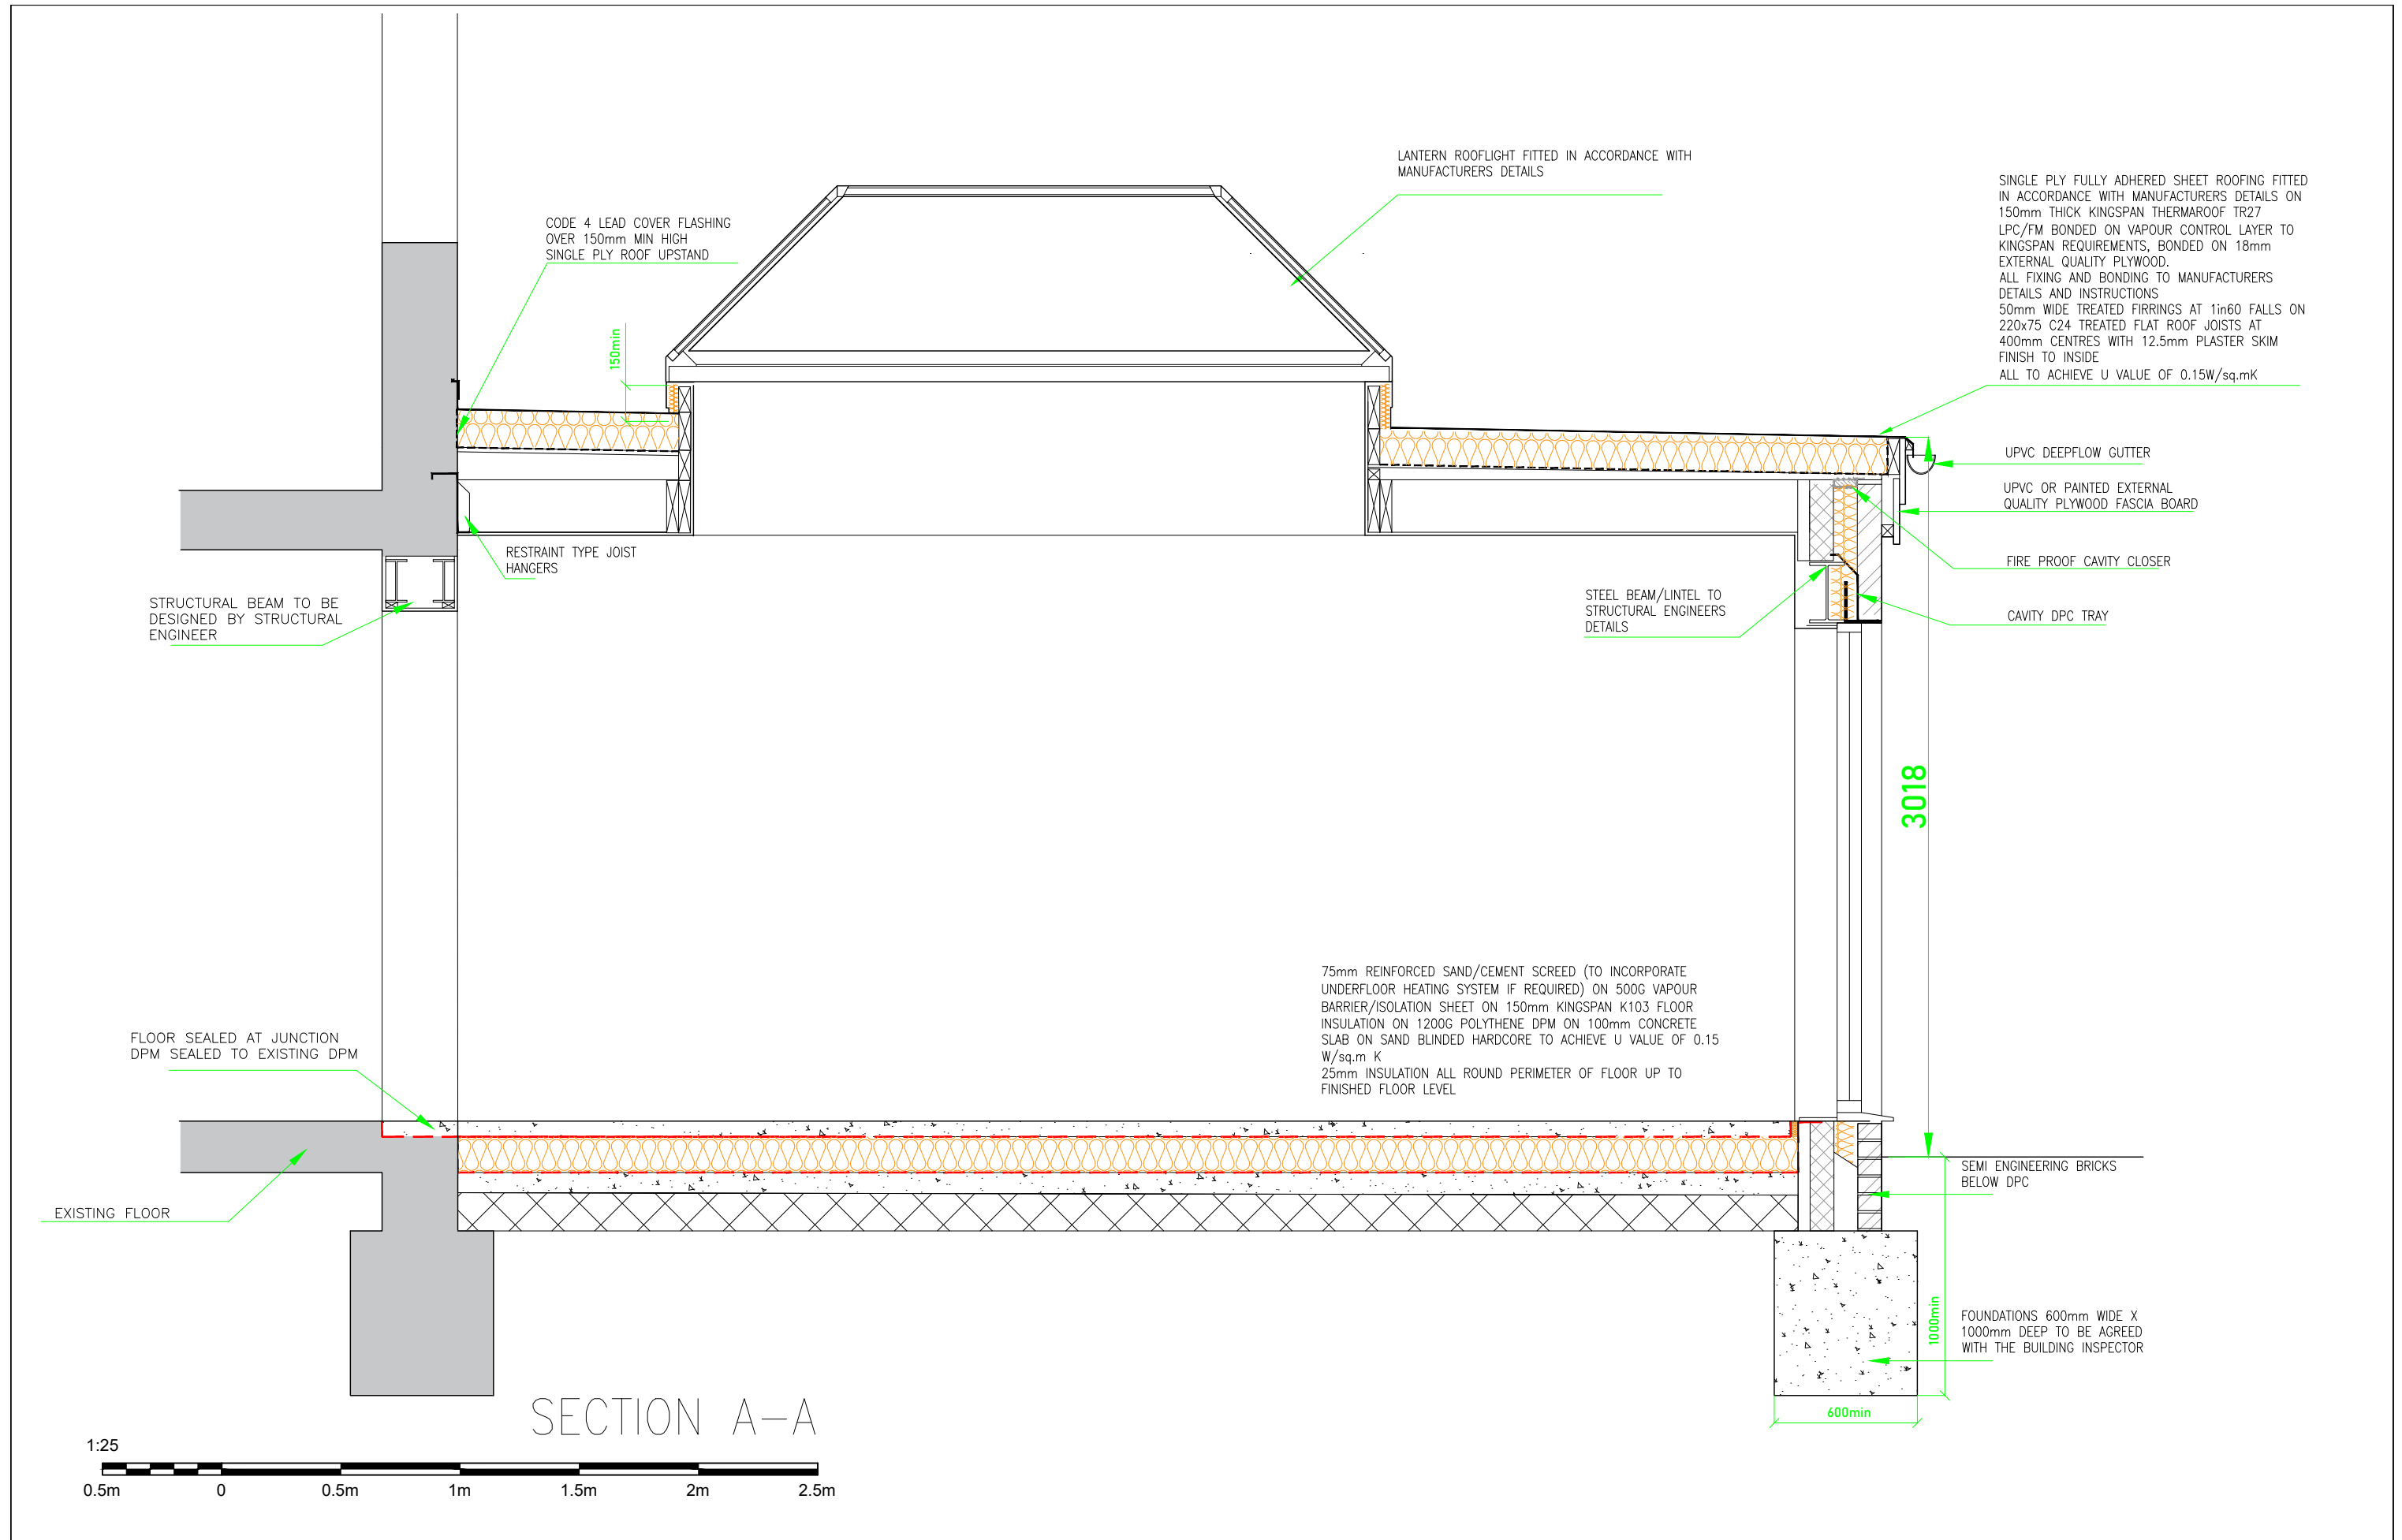 LANTERN ROOFLIGHT FITTED IN ACCORDANCE WITH
MANUFACTURERS DETAILS
SINGLE PLY FULLY ADHERED SHEET ROOFING FITTED
IN ACCORDANCE WITH MANUFACTURERS DETAILS ON
150mm THICK KINGSPAN THERMAROOF TR27
LPC/FM BONDED ON VAPOUR CONTROL LAYER TO
KINGSPAN REQUIREMENTS, BONDED ON 18mm
EXTERNAL QUALITY PLYWOOD.
ALL FIXING AND BONDING TO MANUFACTURERS
DETAILS AND INSTRUCTIONS
50mm WIDE TREATED FIRRINGS AT 1in60 FALLS ON
220x75 C24 TREATED FLAT ROOF JOISTS AT
400mm CENTRES WITH 12.5mm PLASTER SKIM
FINISH TO INSIDE
ALL TO ACHIEVE U VALUE OF 0.15W/sq.mK
CODE 4 LEAD COVER FLASHING
OVER 150mm MIN HIGH
SINGLE PLY ROOF UPSTAND
150min
UPVC DEEPFLOW GUTTER
UPVC OR PAINTED EXTERNAL
QUALITY PLYWOOD FASCIA BOARD
RESTRAINT TYPE JOIST
HANGERS
FIRE PROOF CAVITY CLOSER
STRUCTURAL BEAM TO BE
DESIGNED BY STRUCTURAL
ENGINEER
STEEL BEAM/LINTEL TO
STRUCTURAL ENGINEERS
DETAILS
CAVITY DPC TRAY
3018
75mm REINFORCED SAND/CEMENT SCREED (TO INCORPORATE
UNDERFLOOR HEATING SYSTEM IF REQUIRED) ON 500G VAPOUR
BARRIER/ISOLATION SHEET ON 150mm KINGSPAN K103 FLOOR
INSULATION ON 1200G POLYTHENE DPM ON 100mm CONCRETE
SLAB ON SAND BLINDED HARDCORE TO ACHIEVE U VALUE OF 0.15
W/sq.m K
25mm INSULATION ALL ROUND PERIMETER OF FLOOR UP TO
FINISHED FLOOR LEVEL
FLOOR SEALED AT JUNCTION
DPM SEALED TO EXISTING DPM
EXISTING FLOOR
SEMI ENGINEERING BRICKS
BELOW DPC
1000min
FOUNDATIONS 600mm WIDE X
1000mm DEEP TO BE AGREED
WITH THE BUILDING INSPECTOR
600min
SECTION A-A
1:25
0.5m 0 0.5m 1m 1.5m 2m 2.5m